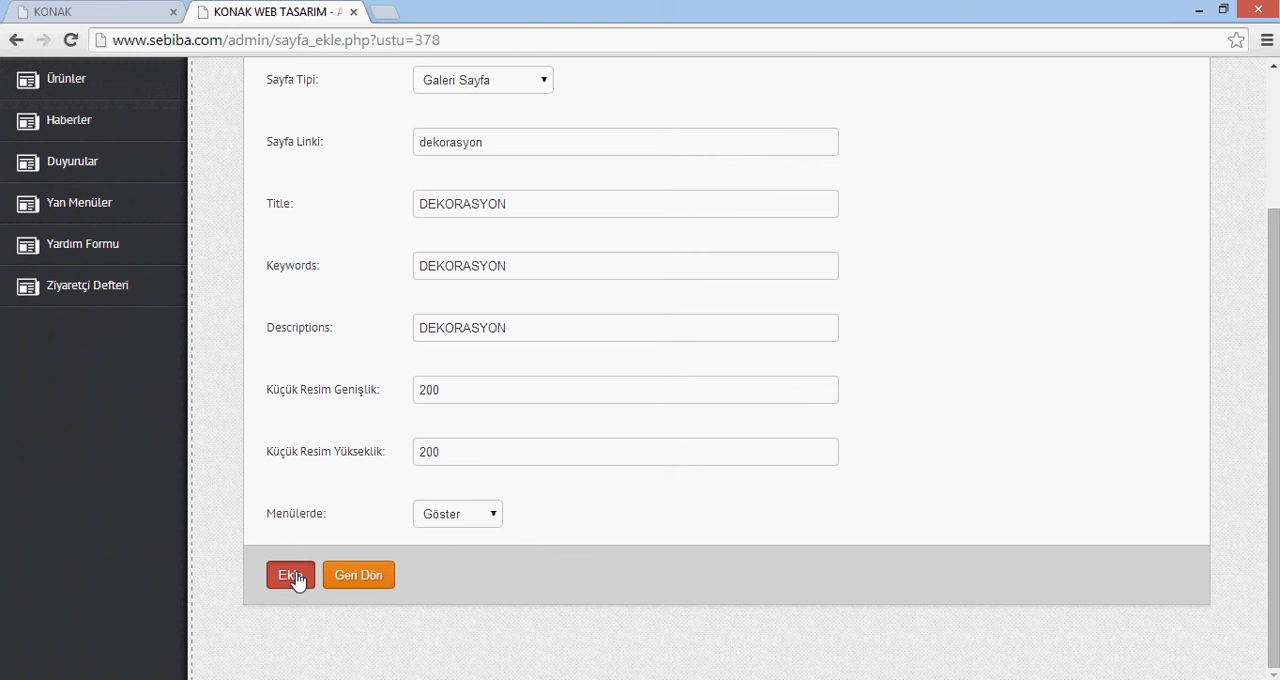 KONAK
KONAK WEB TASARIM - A
www.sebiba.com/admin/sayfa_ekle.php?ustu=378
Ürünler
Haberler
Duyurular
Yan Menüler
Yardım Formu
Ziyaretçi Defteri
Sayfa Tipi: Galeri Sayfa
Sayfa Linki: dekorasyon
Title: DEKORASYON
Keywords: DEKORASYON
Descriptions: DEKORASYON
Küçük Resim Genişlik: 200
Küçük Resim Yükseklik: 200
Menülerde: Göster
Ekle Geri Dön